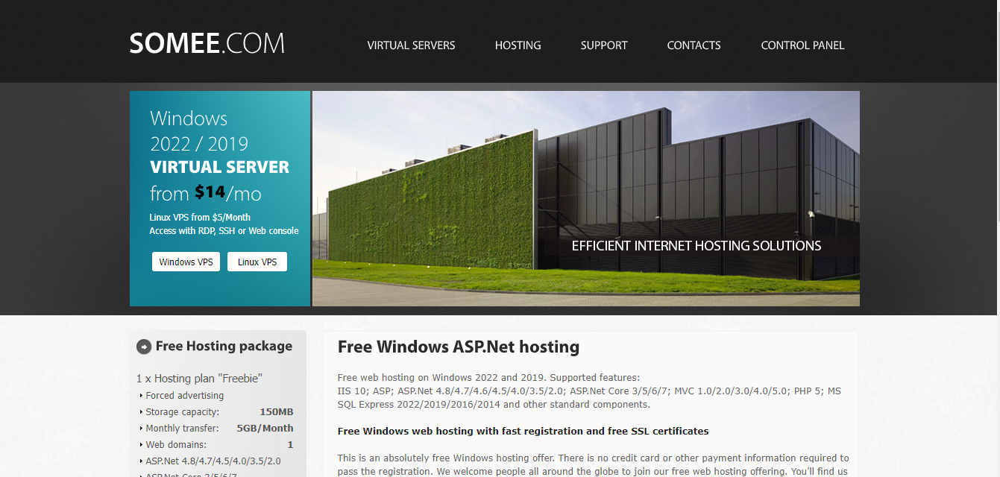 SOMEE.COM
VIRTUAL SERVERS
HOSTING
SUPPORT
CONTACTS
CONTROL PANEL
Windows
2022 / 2019
VIRTUAL SERVER
from $14/mo
Linux VPS from $5/Month
Access with RDP, SSH or Web console
Windows VPS
Linux VPS
EFFICIENT INTERNET HOSTING SOLUTIONS
Free Hosting package
1 x Hosting plan "Freebie"
Forced advertising
Storage capacity: 150MB
Monthly transfer: 5GB/Month
Web domains: 1
ASP.Net 4.8/4.7/4.5/4.0/3.5/2.0
ASP.Net Core 3/5/6/7
Free Windows ASP.Net hosting
Free web hosting on Windows 2022 and 2019. Supported features:
IIS 10; ASP; ASP.Net 4.8/4.7/4.6/4.5/4.0/3.5/2.0; ASP.Net Core 3/5/6/7; MVC 1.0/2.0/3.0/4.0/5.0; PHP 5; MS
SQL Express 2022/2019/2016/2014 and other standard components.
Free Windows web hosting with fast registration and free SSL certificates
This is an absolutely free Windows hosting offer. There is no credit card or other payment information required to
pass the registration. We welcome people all around the globe to join our free web hosting offering. You'll find us